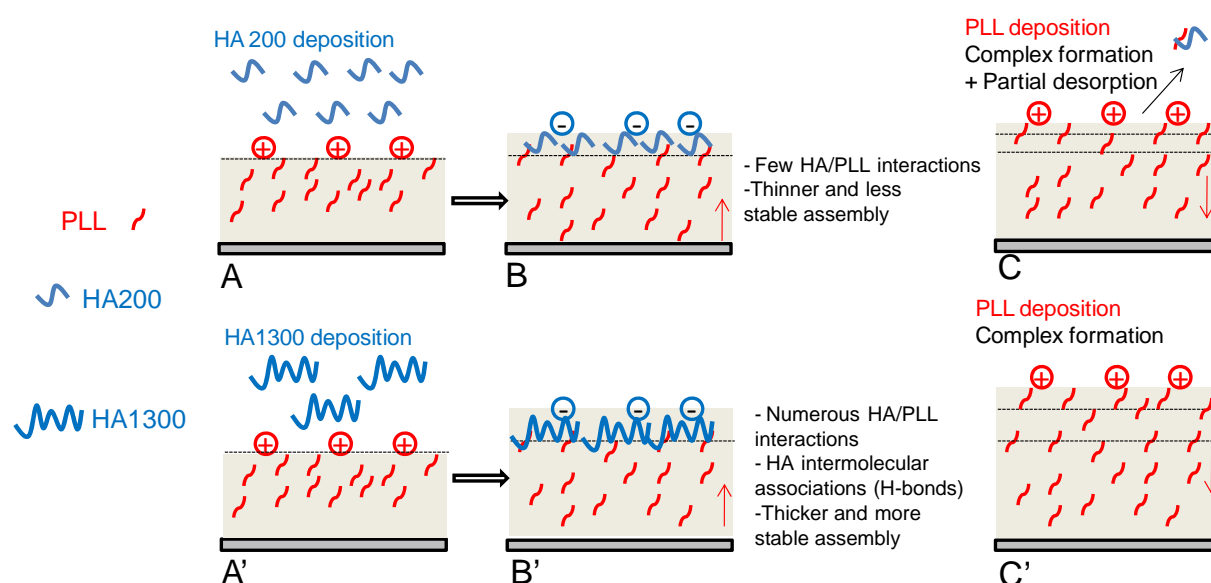 HA 200 deposition
PLL deposition
Complex formation
+ Partial desorption
+ + +
- - -
+ + +
- Few HA/PLL interactions
-Thinner and less
stable assembly
PLL
A
B
C
HA200
HA1300 deposition
PLL deposition
Complex formation
HA1300
+ + +
- - -
+ + +
- Numerous HA/PLL
interactions
- HA intermolecular
associations (H-bonds)
-Thicker and more
stable assembly
A'
B'
C'